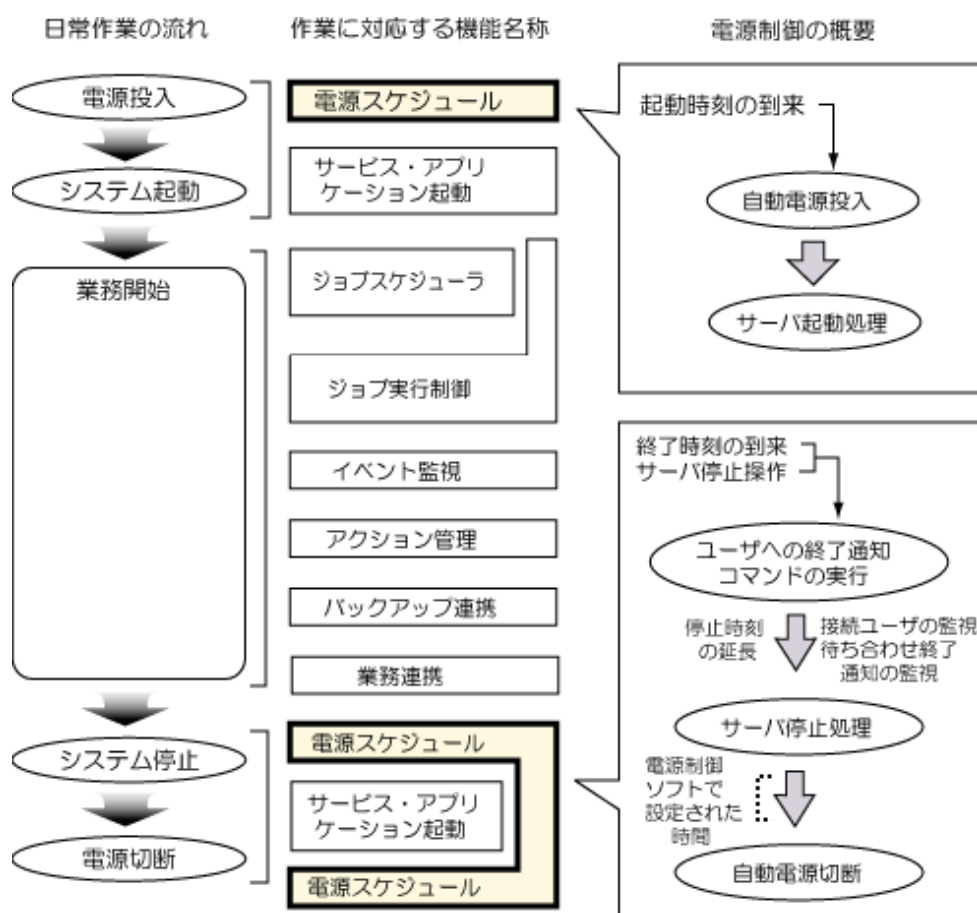 日常作業の流れ
作業に対応する機能名称
電源制御の概要
電源投入
システム起動
業務開始
システム停止
電源切断
電源スケジュール
サービス・アプリ
ケーション起動
ジョブスケジューラ
ジョブ実行制御
イベント監視
アクション管理
バックアップ連携
業務連携
電源スケジュール
サービス・アプリ
ケーション起動
電源スケジュール
起動時刻の到来
自動電源投入
サーバ起動処理
終了時刻の到来
サーバ停止操作
ユーザへの終了通知
コマンドの実行
停止時刻
の延長
接続ユーザの監視
待ち合わせ終了
通知の監視
サーバ停止処理
電源制御
ソフトで
設定された
時間
自動電源切断